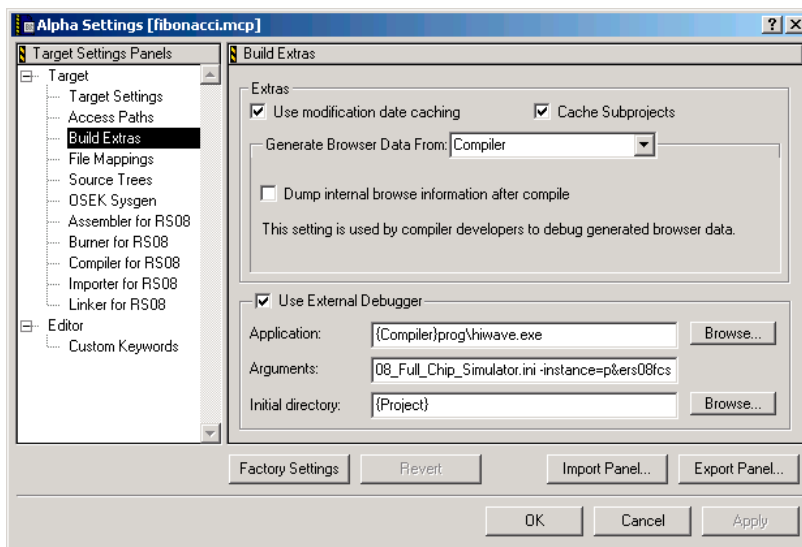 Alpha Settings [fibonacci.mcp]
Target Settings Panels
Target
Target Settings
Access Paths
Build Extras
File Mappings
Source Trees
OSEK Sysgen
Assembler for RS08
Burner for RS08
Compiler for RS08
Importer for RS08
Linker for RS08
Editor
Custom Keywords
Build Extras
Extras
Use modification date caching
Cache Subprojects
Generate Browser Data From: Compiler
Dump internal browse information after compile
This setting is used by compiler developers to debug generated browser data.
Use External Debugger
Application: {Compiler}prog\hiwave.exe Browse...
Arguments: 08_Full_Chip_Simulator.ini -instance=p&ers08fcs
Initial directory: {Project} Browse...
Factory Settings Revert Import Panel... Export Panel...
OK Cancel Apply